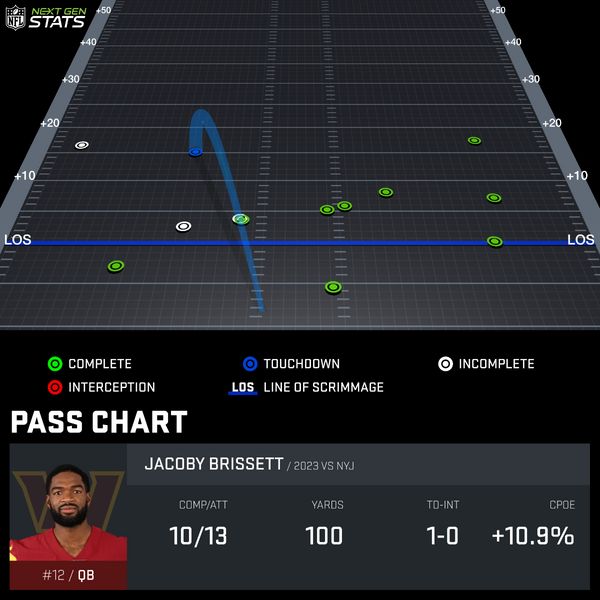 NFL NEXT GEN STATS
+50 +50
+40 +40
+30 +30
+20 +20
+10 +10
LOS LOS
COMPLETE TOUCHDOWN INCOMPLETE
INTERCEPTION LOS LINE OF SCRIMMAGE
PASS CHART
JACOBY BRISSETT / 2023 VS NYJ
COMP/ATT YARDS TD-INT CPOE
10/13 100 1-0 +10.9%
#12 / QB